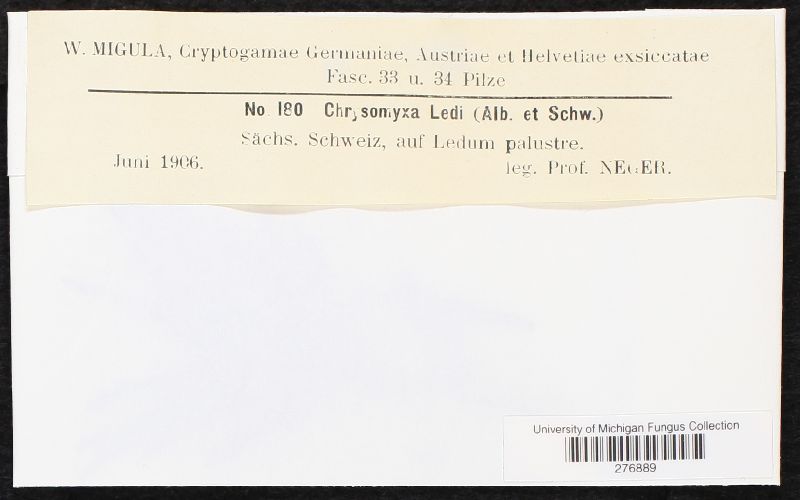 W. MIGULA, Cryptogamae Germaniae, Austriae et Helvetiae exsiccatae
Fasc. 33 u. 34 Pilze
No. 180 Chrysomyxa Ledi (Alb. et Schw.)
Sächs. Schweiz, auf Ledum palustre.
Juni 1906. leg. Prof. NEGER.
University of Michigan Fungus Collection
276889